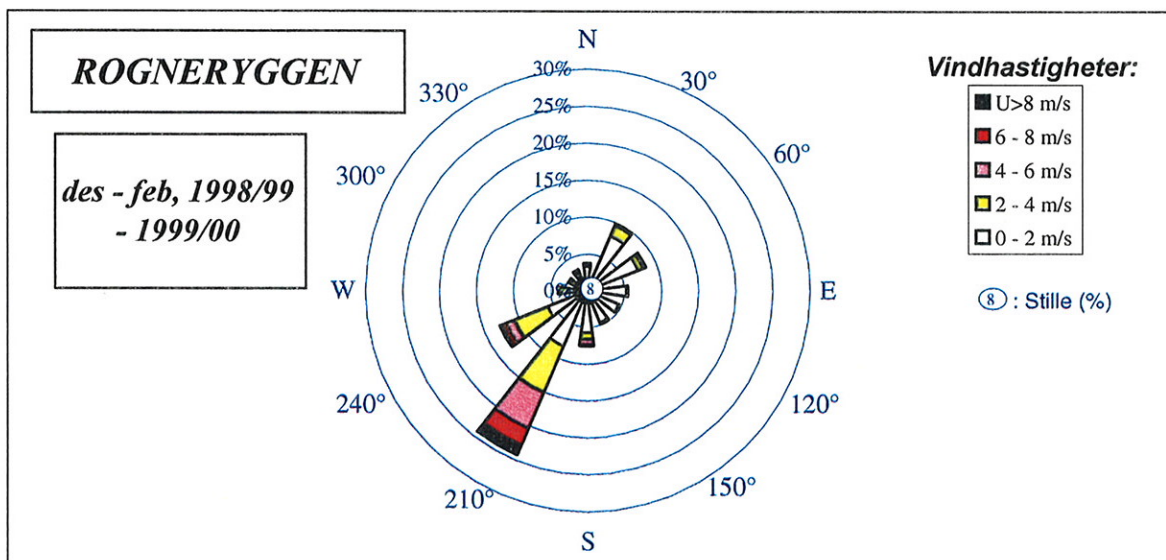 ROGNERYGGEN
des - feb, 1998/99
- 1999/00
N
30°
60°
E
120°
150°
S
210°
240°
W
300°
330°
30%
25%
20%
15%
10%
5%
0%
8
Vindhastigheter:
U>8 m/s
6 - 8 m/s
4 - 6 m/s
2 - 4 m/s
0 - 2 m/s
8 : Stille (%)